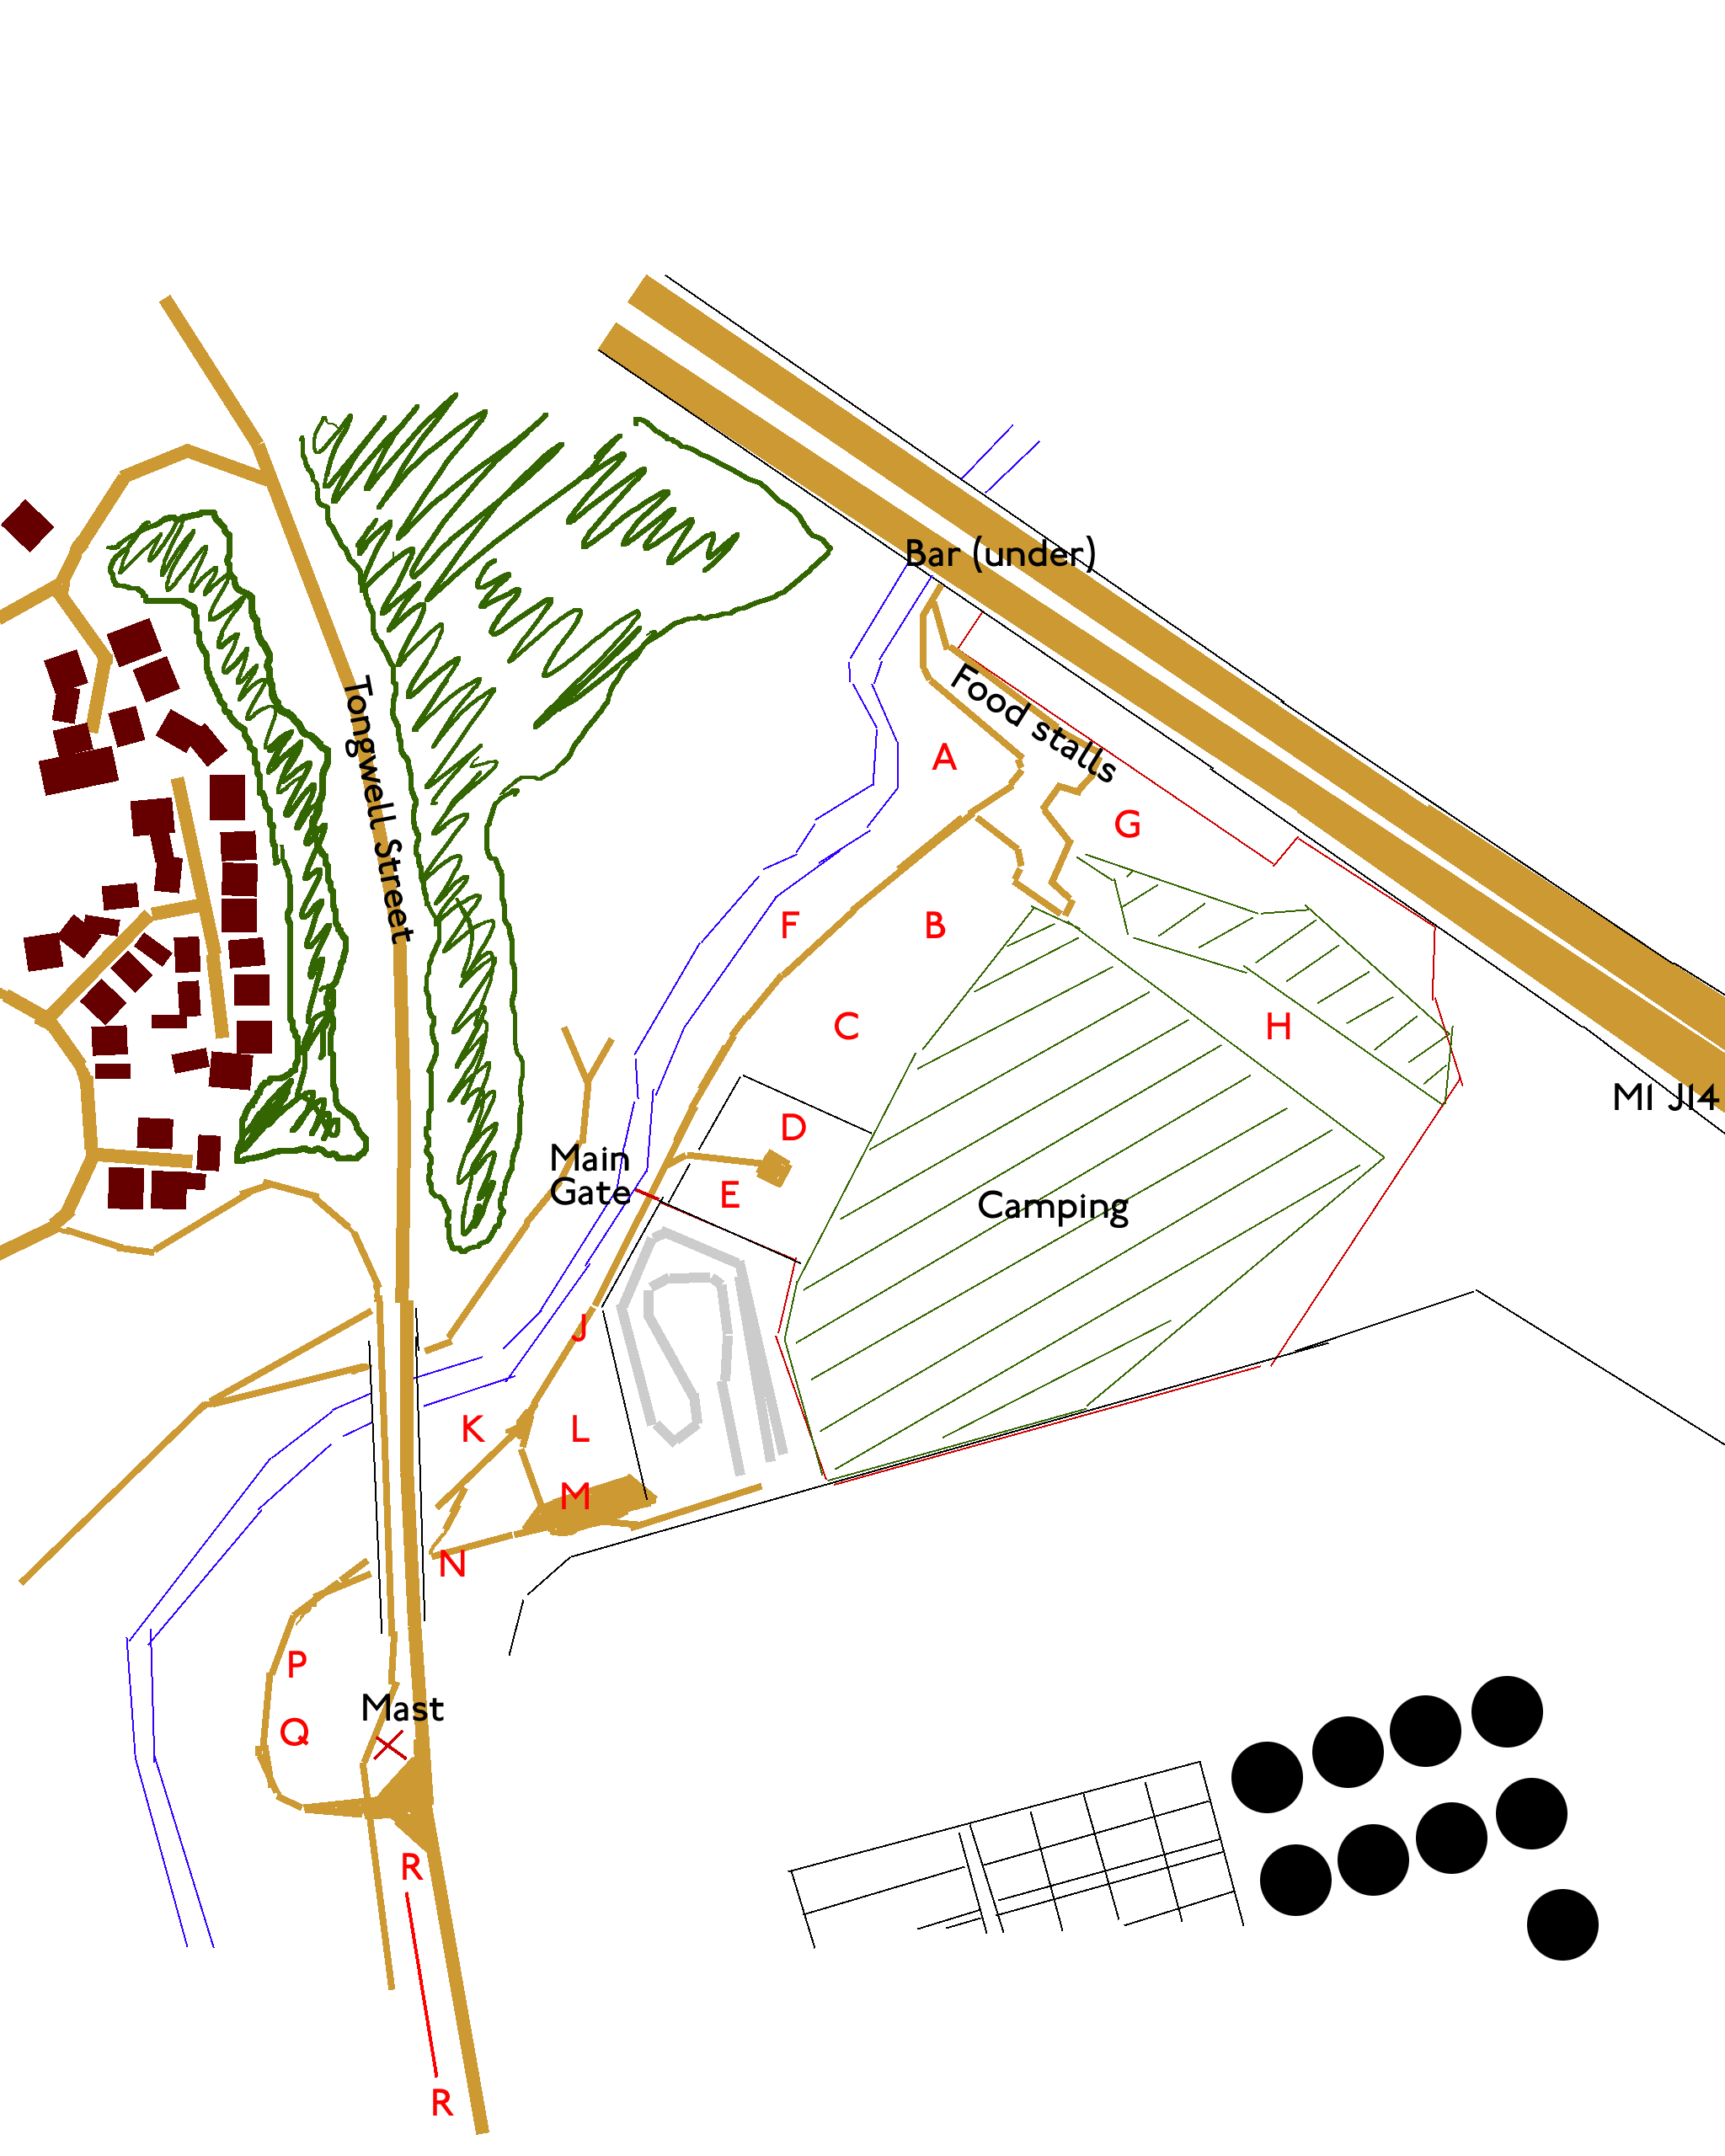 Bar (under)
Food stalls
Tongwell Street
A
G
F
B
C
H
M1 J14
D
Main
Gate
E
Camping
J
K
L
M
N
P
Mast
Q
R
R